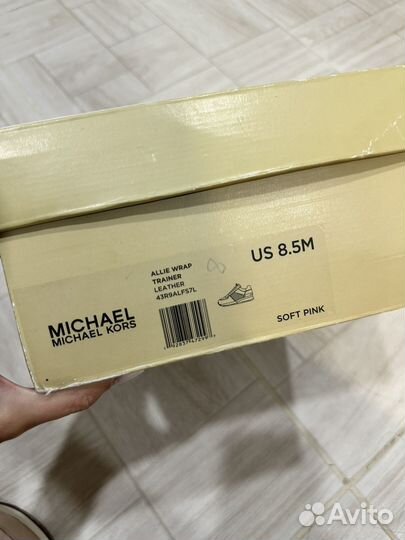 ALLIE WRAP
TRAINER
LEATHER
43R9ALFS7L
US 8.5M
MICHAEL
MICHAEL KORS
SOFT PINK
Avito